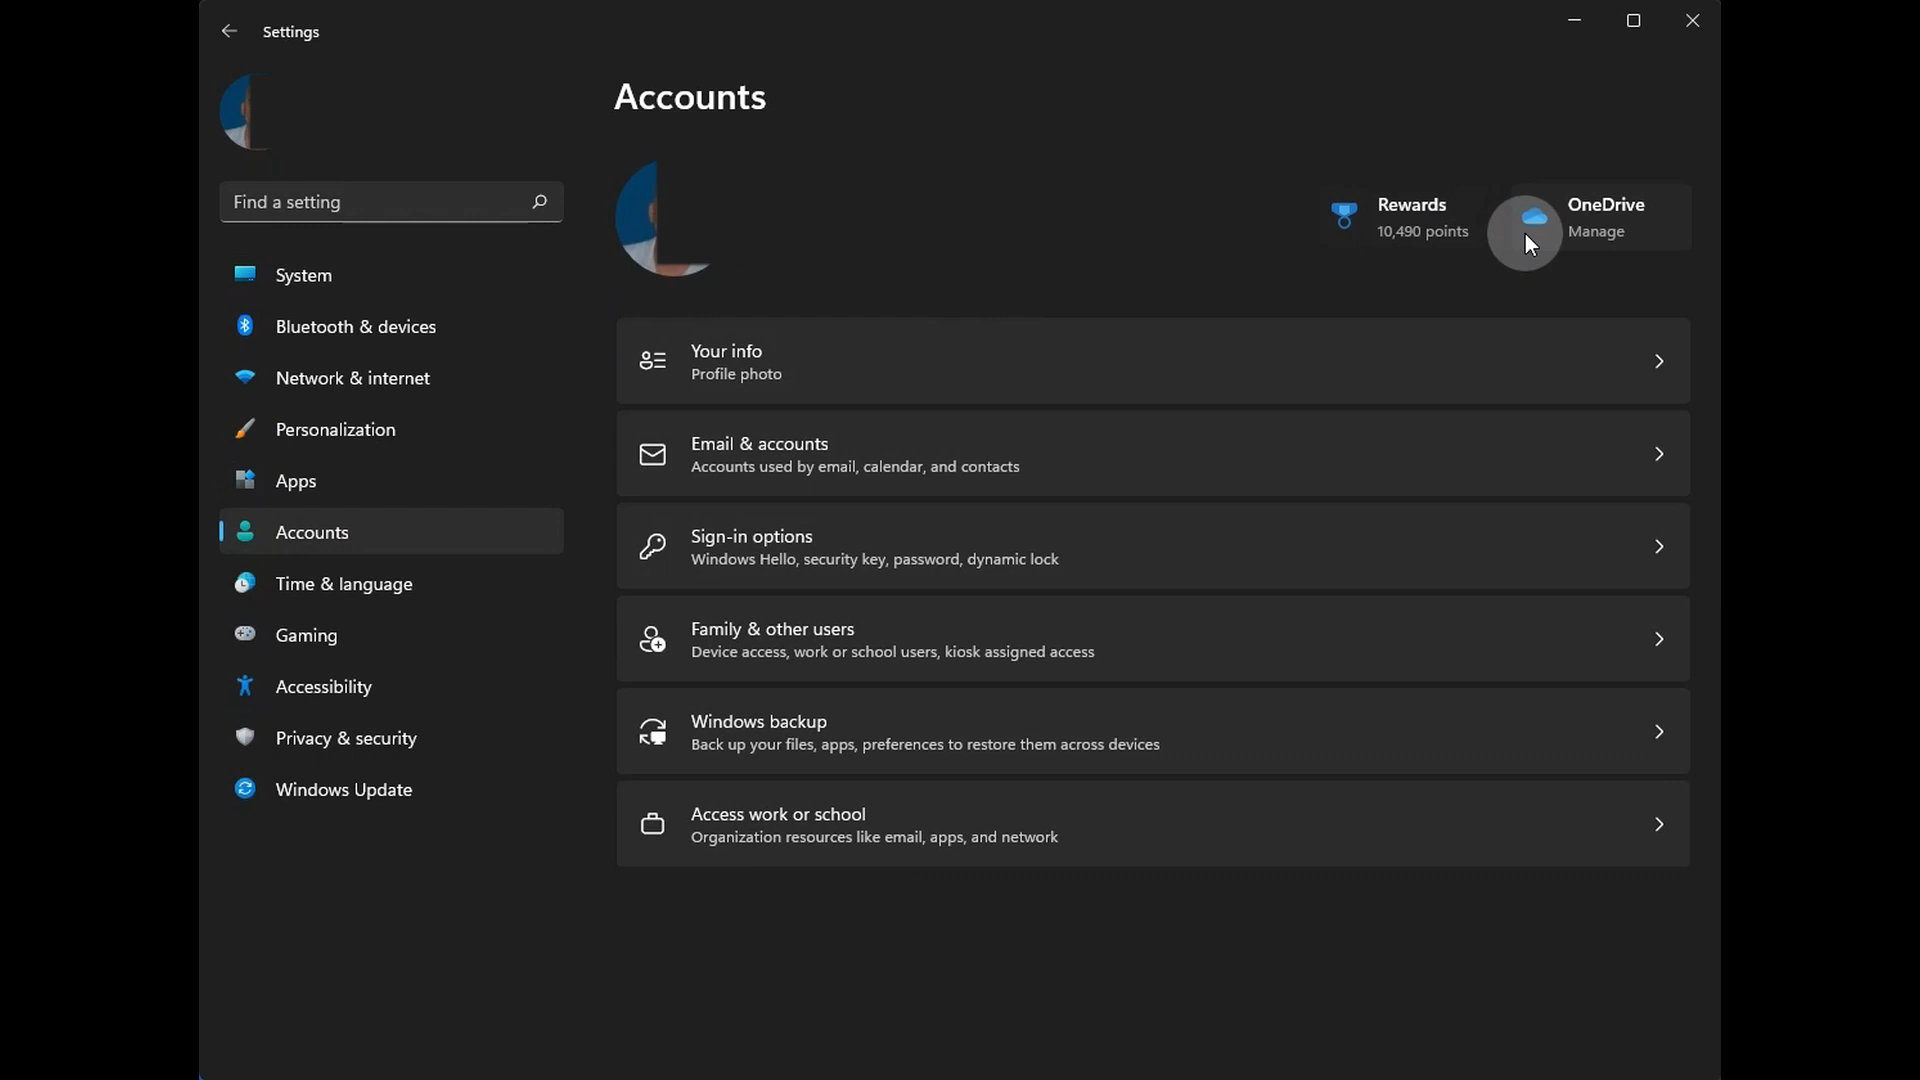 Settings
Find a setting
System
Bluetooth & devices
Network & internet
Personalization
Apps
Accounts
Time & language
Gaming
Accessibility
Privacy & security
Windows Update
Accounts
Rewards
10,490 points
OneDrive
Manage
Your info
Profile photo
Email & accounts
Accounts used by email, calendar, and contacts
Sign-in options
Windows Hello, security key, password, dynamic lock
Family & other users
Device access, work or school users, kiosk assigned access
Windows backup
Back up your files, apps, preferences to restore them across devices
Access work or school
Organization resources like email, apps, and network